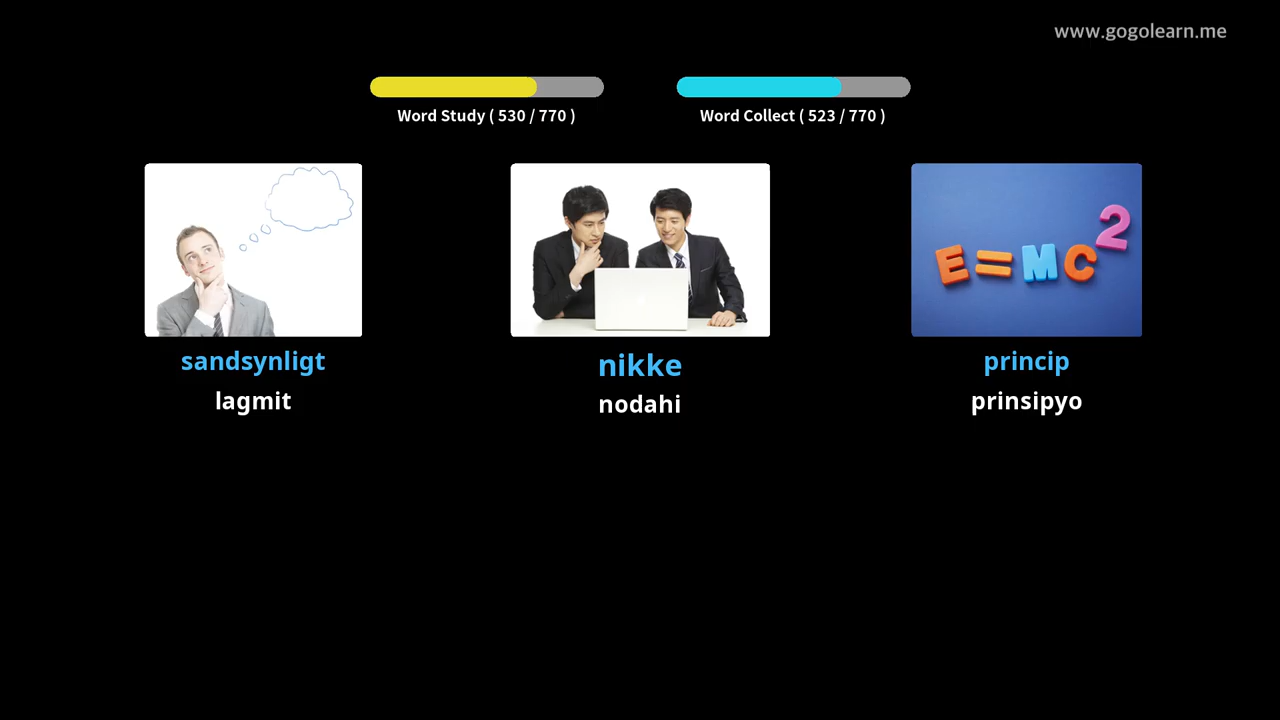 www.gogolearn.me
Word Study ( 530 / 770 )
Word Collect ( 523 / 770 )
E=MC2
sandsynligt
nikke
princip
lagmit
nodahi
prinsipyo